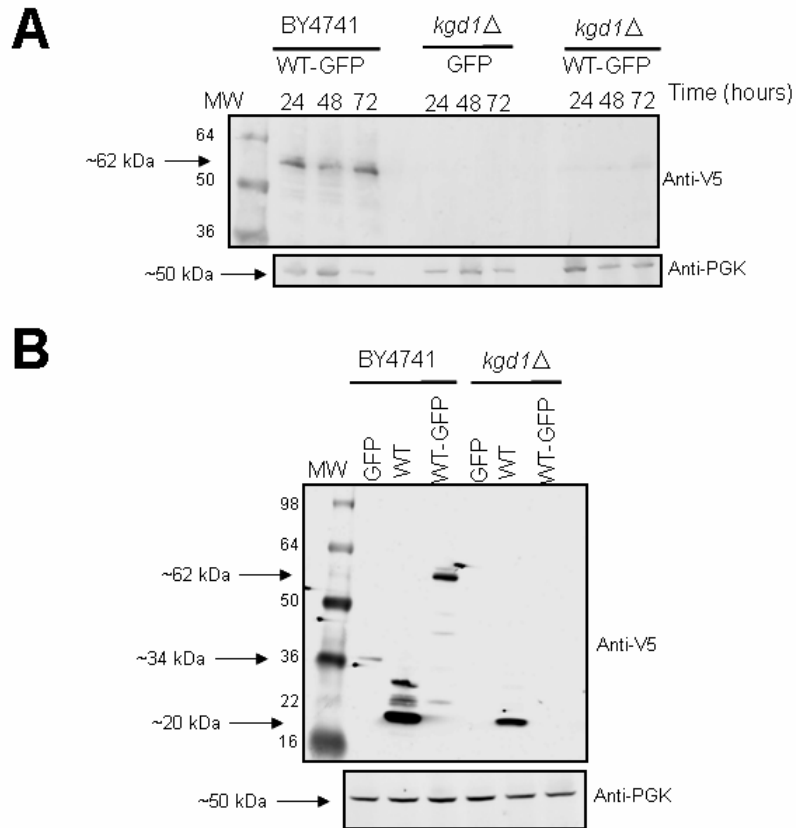 A
BY4741 kgd1Δ kgd1Δ
WT-GFP GFP WT-GFP
MW 24 48 72 24 48 72 24 48 72 Time (hours)
64
~62 kDa
50
36
Anti-V5
~50 kDa
Anti-PGK
B
BY4741 kgd1Δ
MW GFP WT WT-GFP GFP WT WT-GFP
98
64
~62 kDa
50
Anti-V5
~34 kDa
36
22
~20 kDa
16
~50 kDa
Anti-PGK